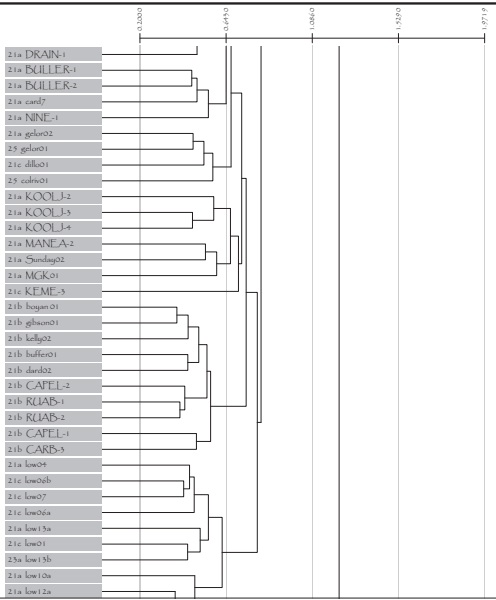 0.2000 0.6430 1.0860 1.5290 1.9719
21a DRAIN-1
21a BULLER-1
21a BULLER-2
21a card7
21a NINE-1
21a gelor02
25 gelor01
21c dillo01
25 colriv01
21a KOOLJ-2
21a KOOLJ-3
21a KOOLJ-4
21a MANEA-2
21a Sunday02
21a MGK01
21c KEME-3
21b boyan01
21b gibson01
21b kelly02
21b buffer01
21b dard02
21b CAPEL-2
21b RUAB-1
21b RUAB-2
21b CAPEL-1
21b CARB-3
21a low04
21c low06b
21c low07
21c low06a
21a low13a
21c low01
23a low13b
21a low10a
21a low12a